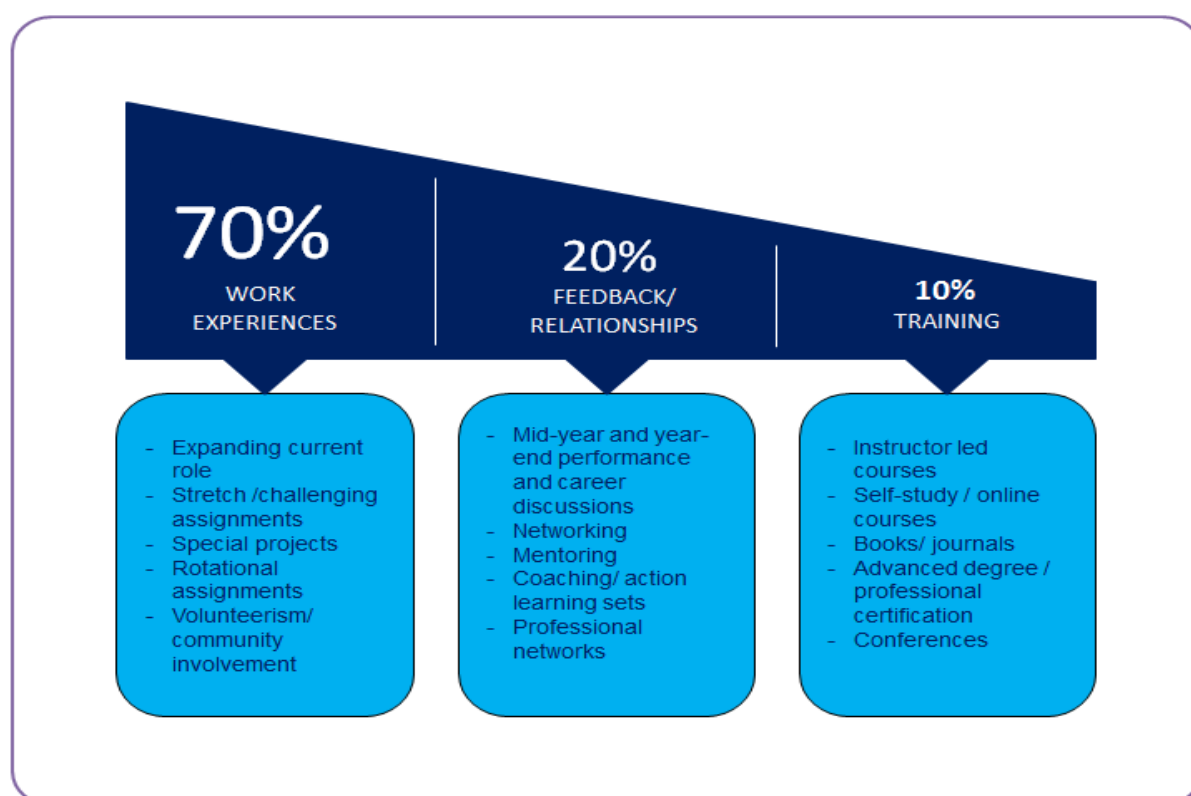 70%
WORK
EXPERIENCES
20%
FEEDBACK/
RELATIONSHIPS
10%
TRAINING
- Expanding current
role
- Stretch /challenging
assignments
- Special projects
- Rotational
assignments
- Volunteerism/
community
involvement
- Mid-year and year-
end performance
and career
discussions
- Networking
- Mentoring
- Coaching/ action
learning sets
- Professional
networks
- Instructor led
courses
- Self-study / online
courses
- Books/ journals
- Advanced degree /
professional
certification
- Conferences